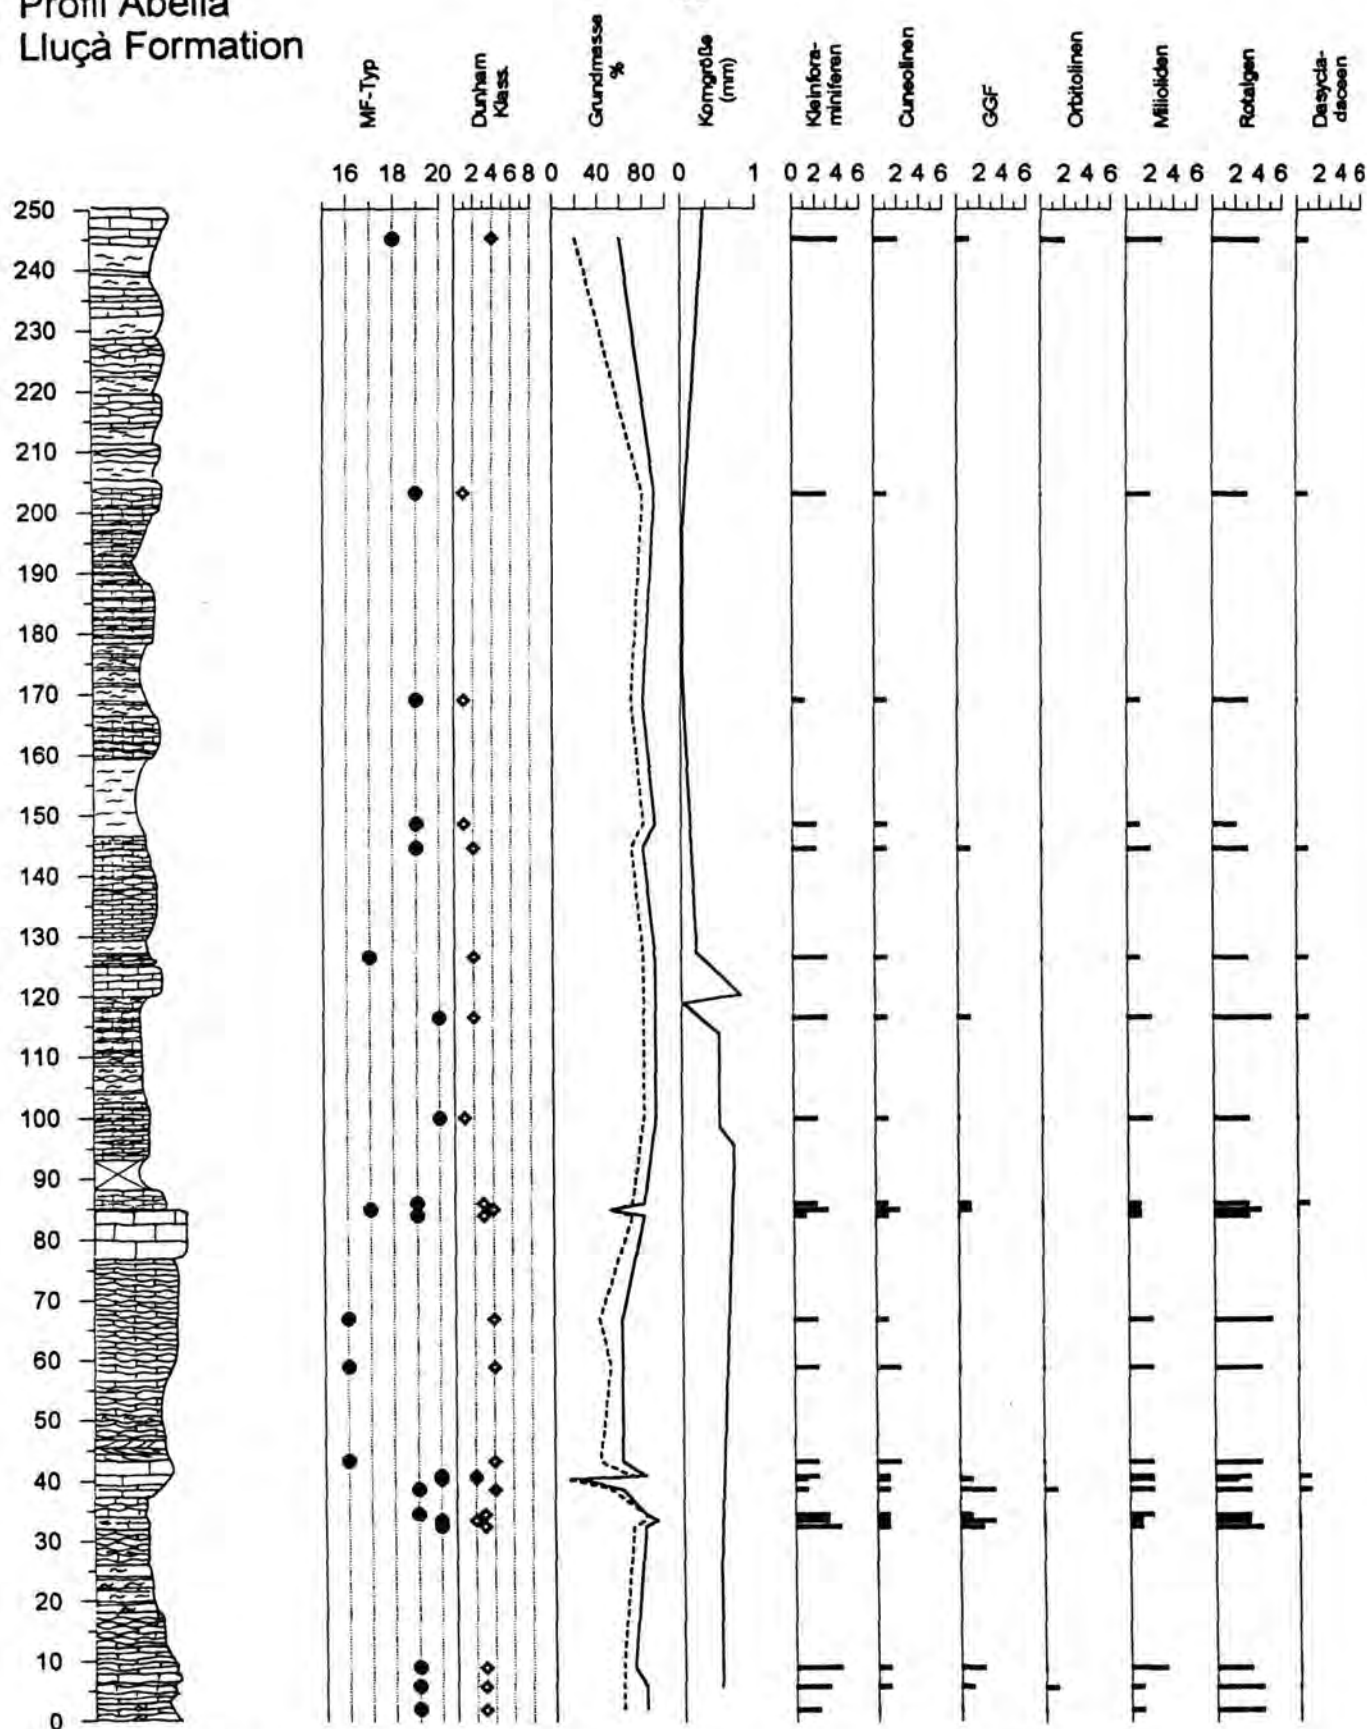 Profil Abella
Lluçà Formation
MF-Typ
Dunham
Klass.
Grundmasse
%
Korngröße
(mm)
Kleinfora-
miniferen
Cuneolinen
GGF
Orbitolinen
Milioliden
Rotalgen
Dasycla-
daceen
16 18 20 2 4 6 8 0 40 80 0 1 0 2 4 6 2 4 6 2 4 6 2 4 6 2 4 6 2 4 6 2 4 6
250
240
230
220
210
200
190
180
170
160
150
140
130
120
110
100
90
80
70
60
50
40
30
20
10
0